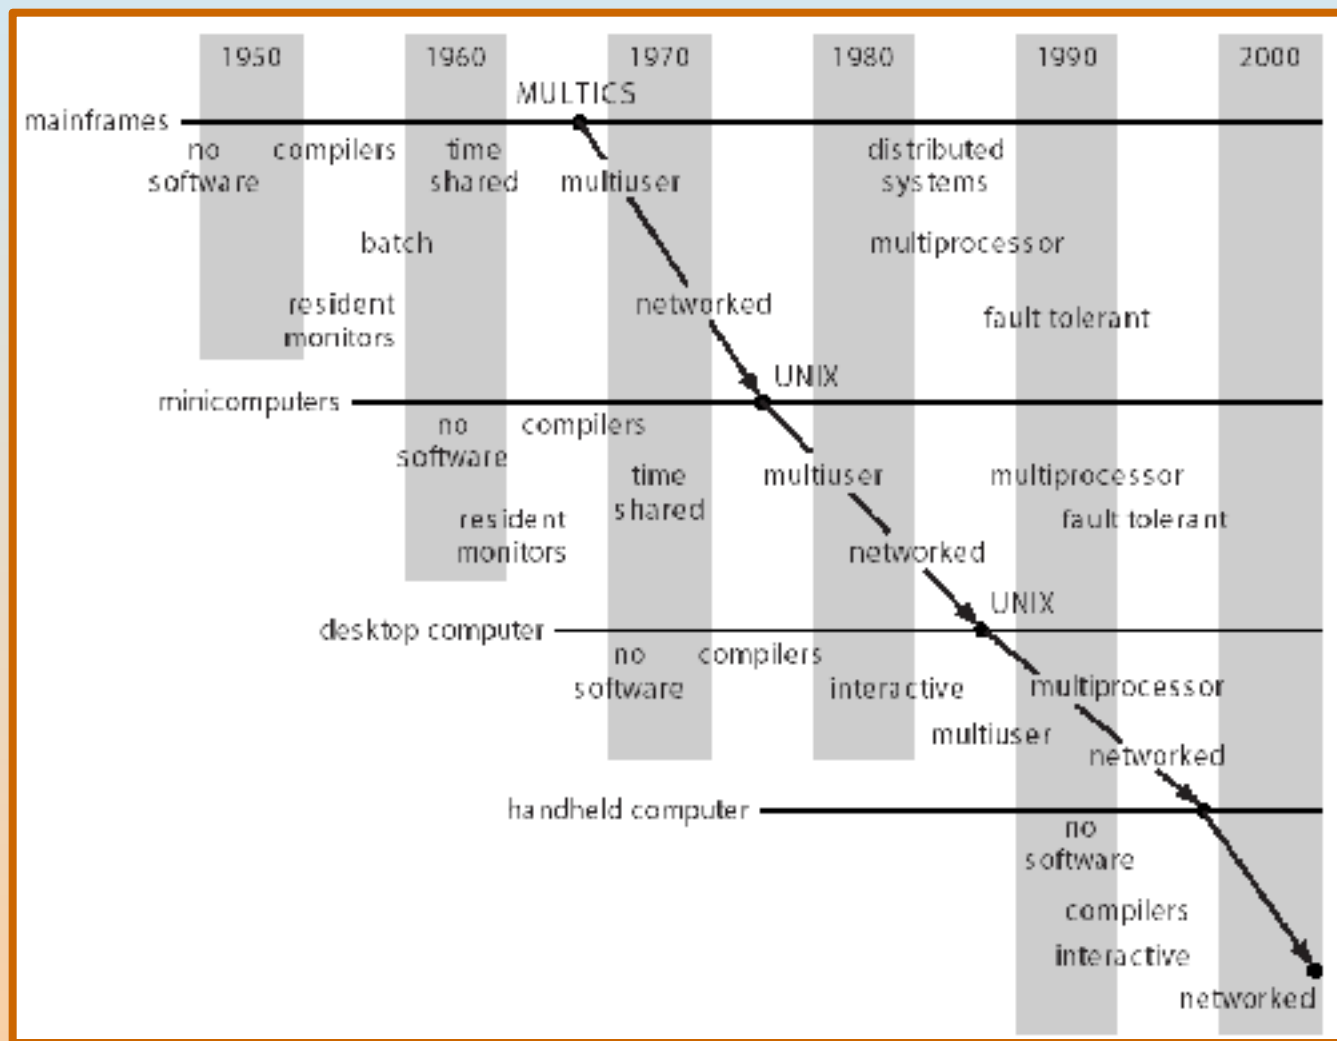 1950 1960 1970 1980 1990 2000
MULTICS
mainframes
no compilers time distributed
software shared multiuser systems
batch multiprocessor
resident networked fault tolerant
monitors
UNIX
minicomputers
no compilers
software
time multiuser multiprocessor
shared
resident fault tolerant
monitors networked
UNIX
desktop computer
no compilers
software interactive multiprocessor
multiuser
networked
handheld computer
no
software
compilers
interactive
networked